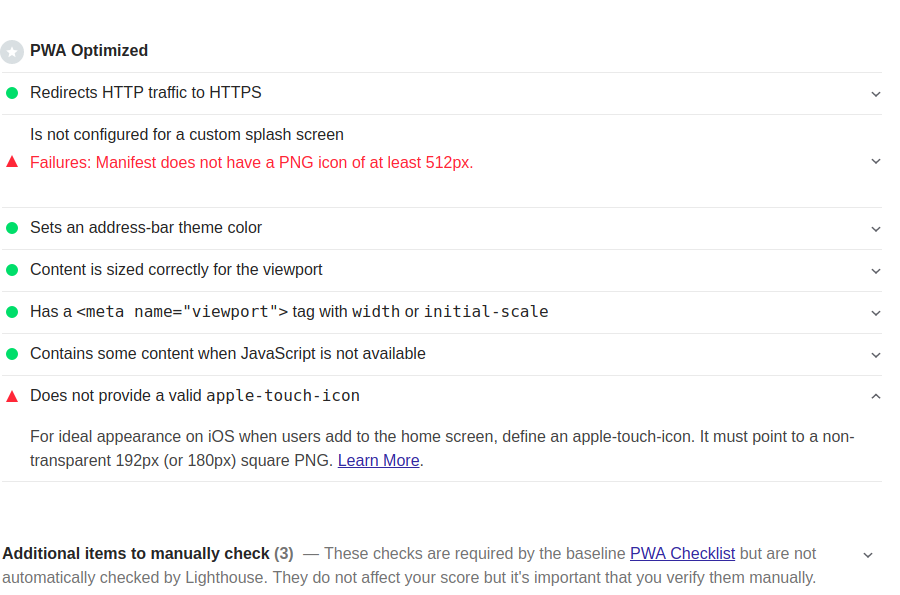 PWA Optimized
Redirects HTTP traffic to HTTPS
Is not configured for a custom splash screen
Failures: Manifest does not have a PNG icon of at least 512px.
Sets an address-bar theme color
Content is sized correctly for the viewport
Has a <meta name="viewport"> tag with width or initial-scale
Contains some content when JavaScript is not available
Does not provide a valid apple-touch-icon
For ideal appearance on iOS when users add to the home screen, define an apple-touch-icon. It must point to a non-
transparent 192px (or 180px) square PNG. Learn More.
Additional items to manually check (3) — These checks are required by the baseline PWA Checklist but are not
automatically checked by Lighthouse. They do not affect your score but it's important that you verify them manually.